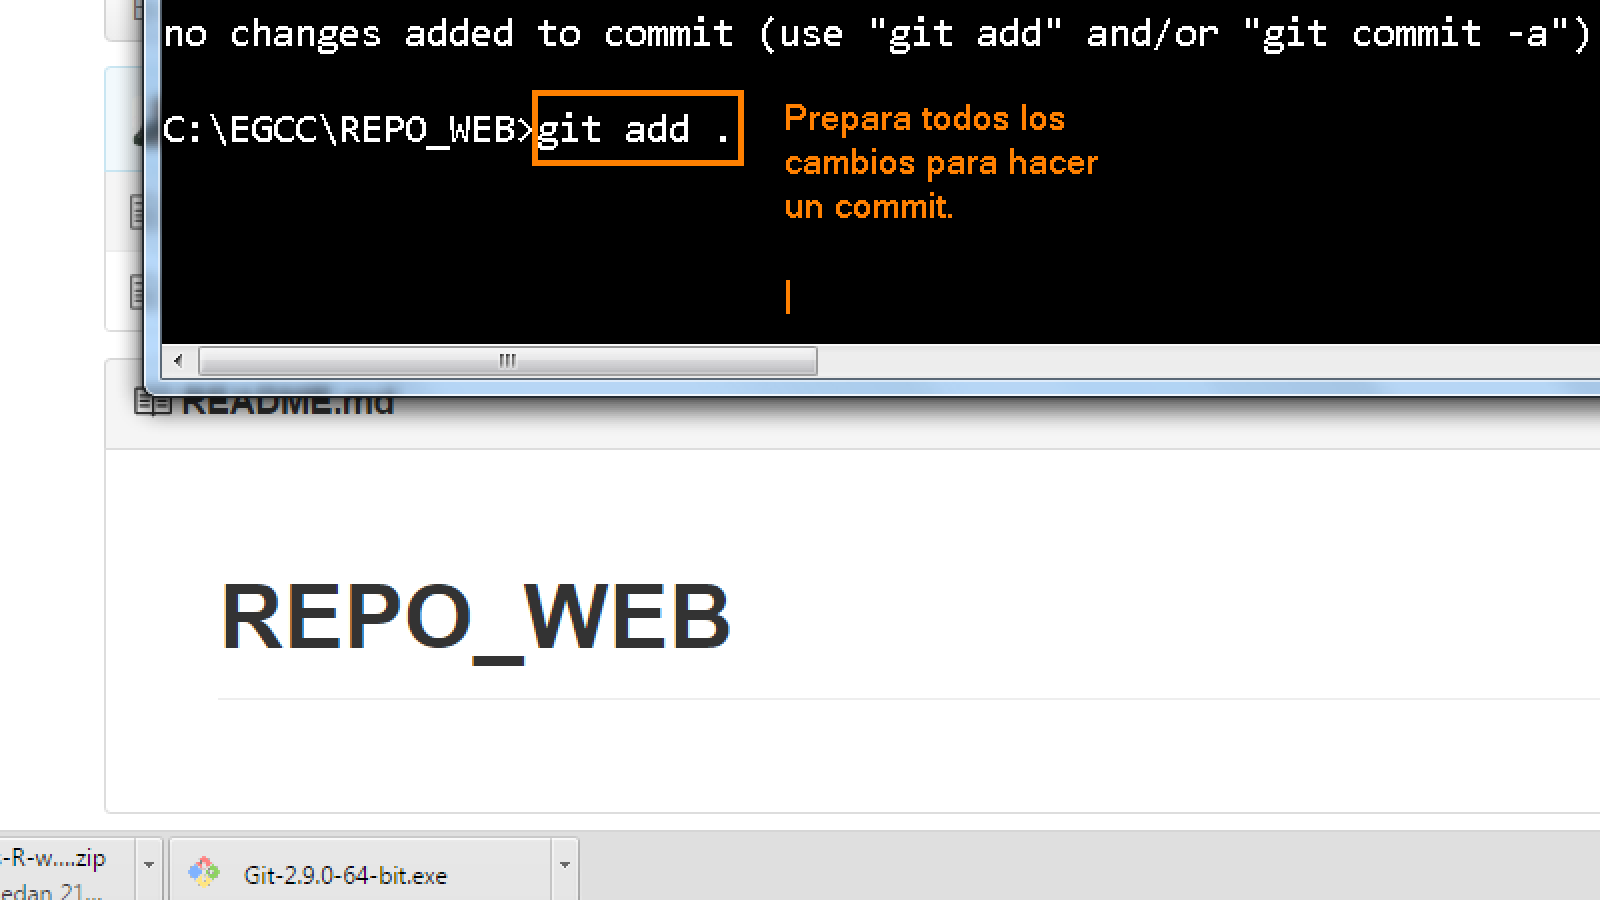 no changes added to commit (use "git add" and/or "git commit -a")
C:\EGCC\REPO_WEB>git add .
Prepara todos los
cambios para hacer
un commit.
README.md
REPO_WEB
-R-w....zip
edan 21...
Git-2.9.0-64-bit.exe